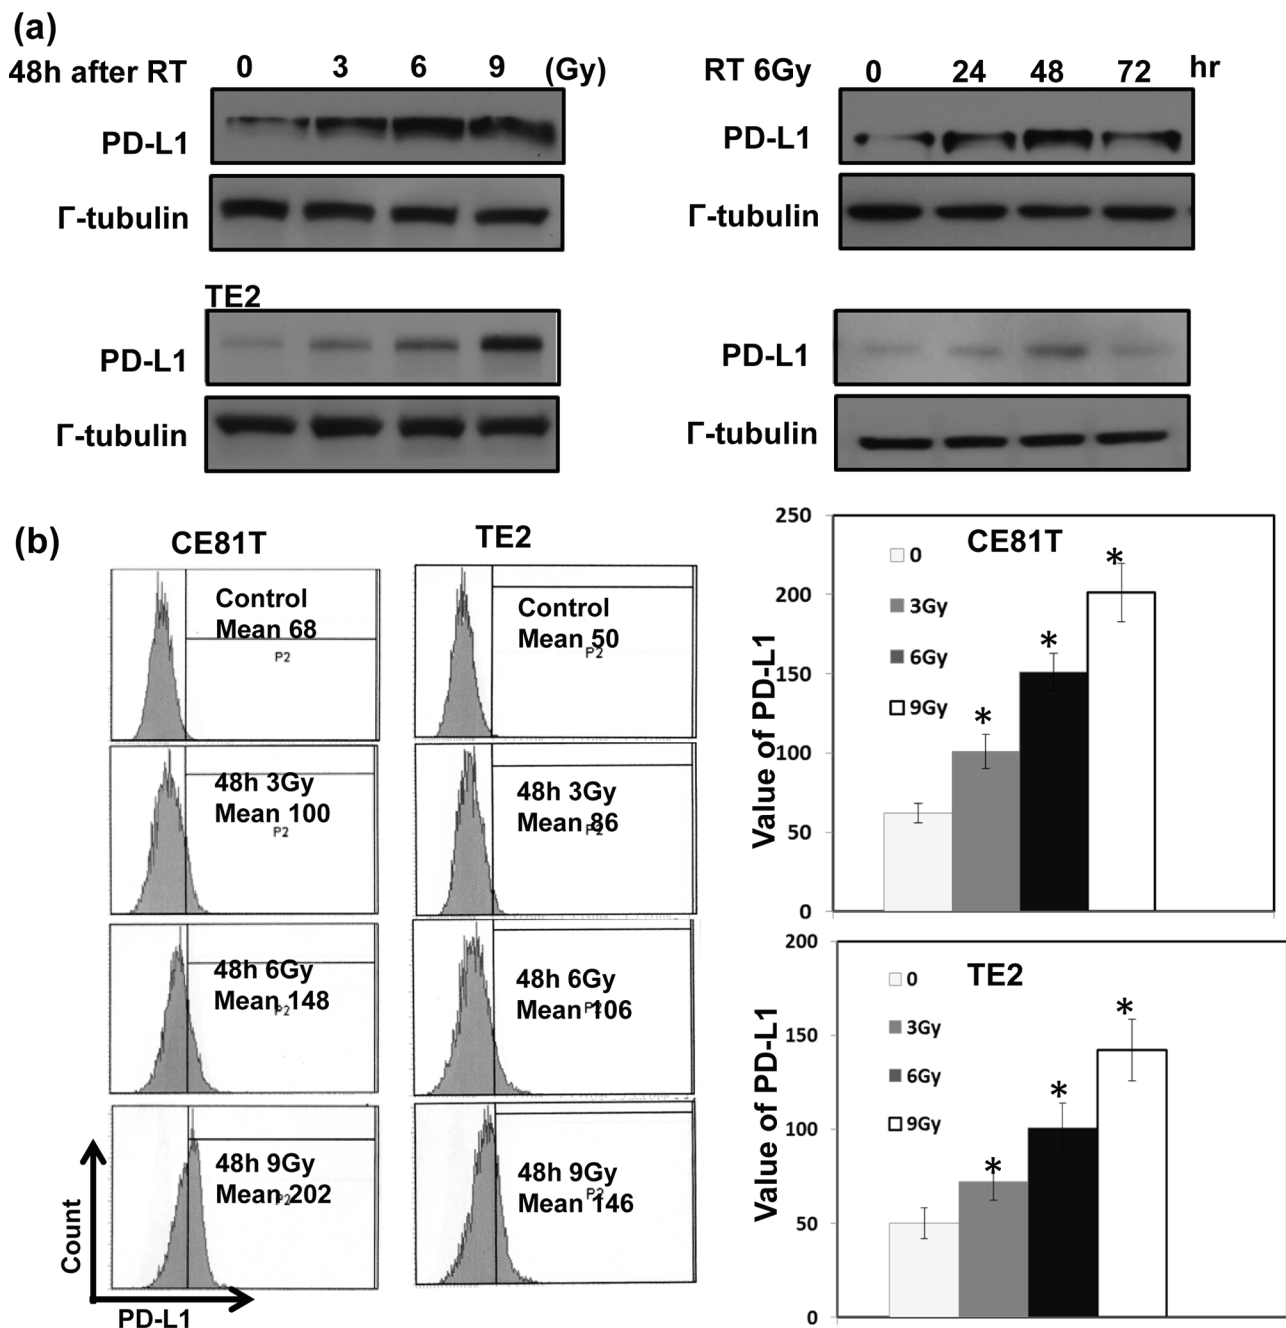 (a)
48h after RT 0 3 6 9 (Gy)
PD-L1
Γ-tubulin
RT 6Gy 0 24 48 72 hr
PD-L1
Γ-tubulin
TE2
PD-L1
Γ-tubulin
PD-L1
Γ-tubulin
(b)
CE81T
TE2
Control
Mean 68
P2
Control
Mean 50
P2
48h 3Gy
Mean 100
P2
48h 3Gy
Mean 86
P2
48h 6Gy
Mean 148
P2
48h 6Gy
Mean 106
P2
48h 9Gy
Mean 202
P2
48h 9Gy
Mean 146
P2
Count
PD-L1
CE81T
Value of PD-L1
250
200
150
100
50
0
0
3Gy
6Gy
9Gy
*
*
*
TE2
Value of PD-L1
200
150
100
50
0
0
3Gy
6Gy
9Gy
*
*
*